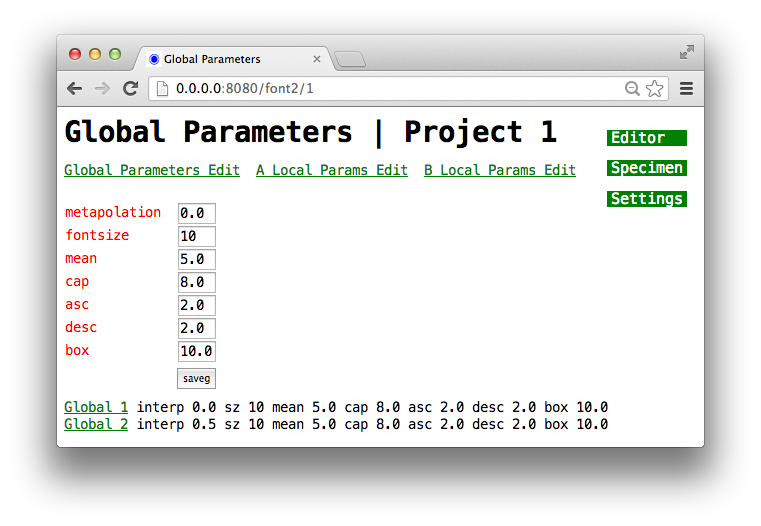 Global Parameters
0.0.0.0:8080/font2/1
Global Parameters | Project 1
Editor
Global Parameters Edit A Local Params Edit B Local Params Edit
Specimen
Settings
metapolation 0.0
fontsize 10
mean 5.0
cap 8.0
asc 2.0
desc 2.0
box 10.0
saveg
Global 1 interp 0.0 sz 10 mean 5.0 cap 8.0 asc 2.0 desc 2.0 box 10.0
Global 2 interp 0.5 sz 10 mean 5.0 cap 8.0 asc 2.0 desc 2.0 box 10.0